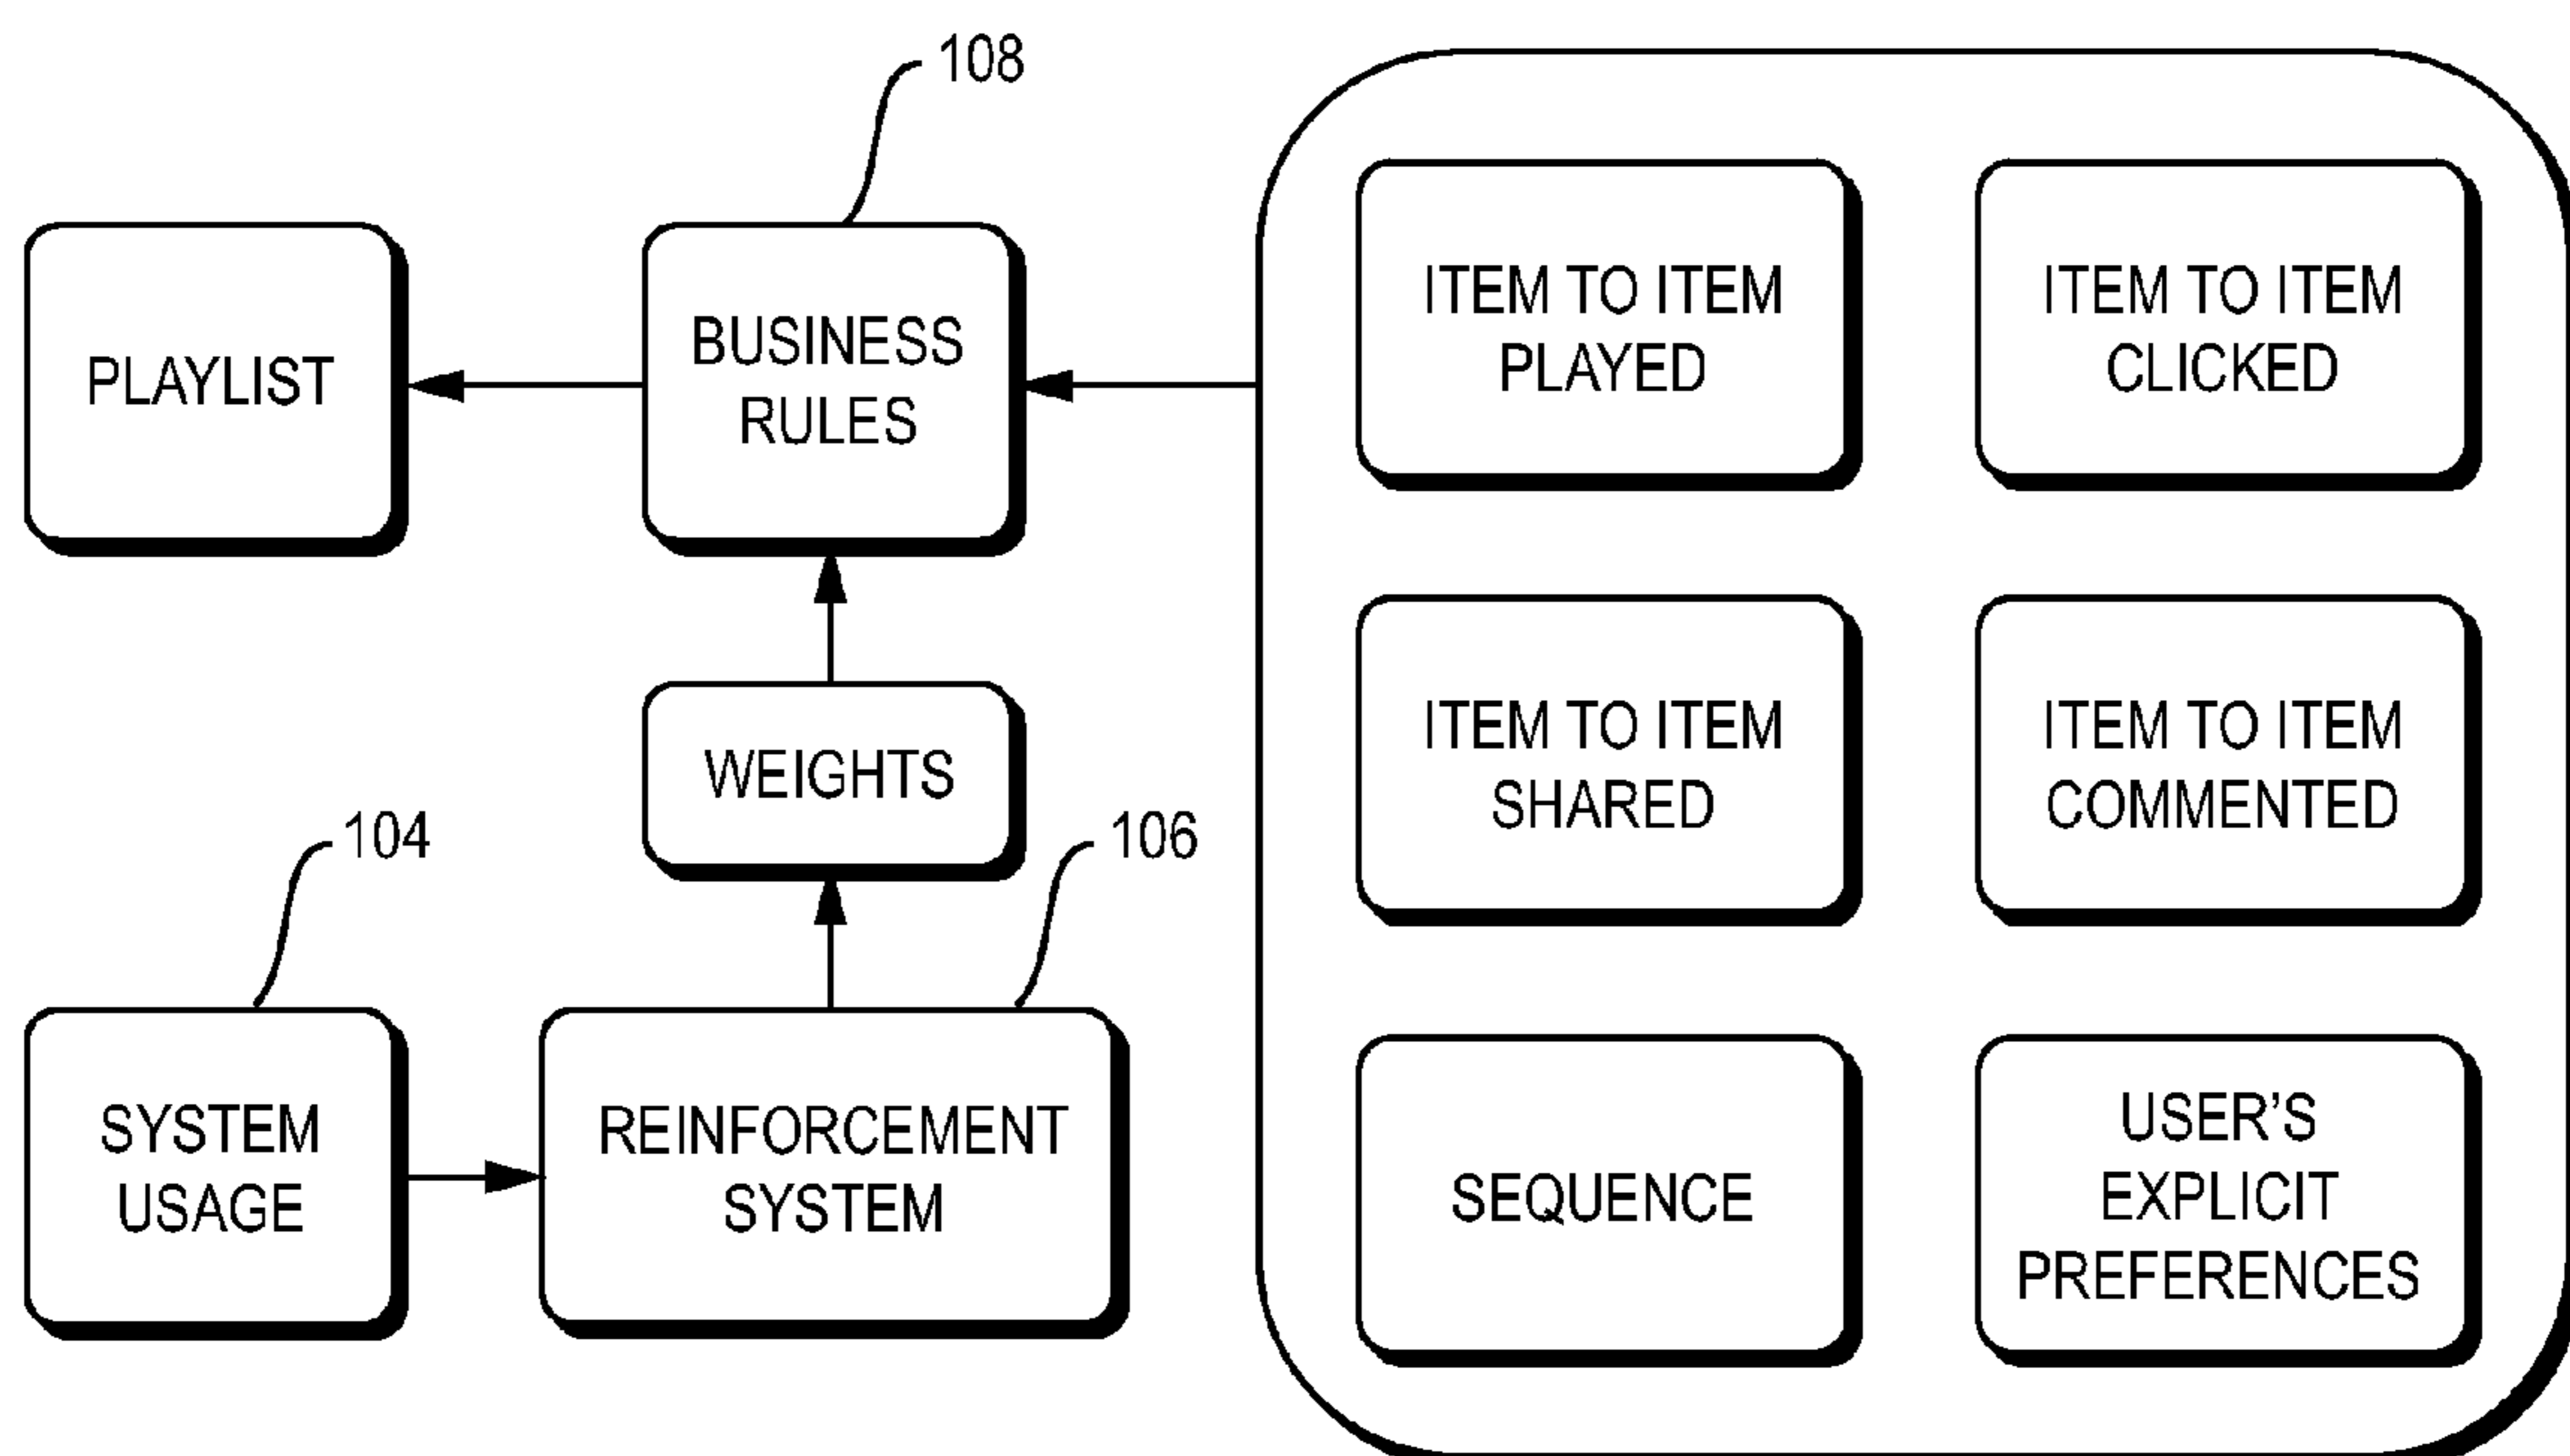 108
PLAYLIST
BUSINESS
RULES
ITEM TO ITEM
PLAYED
ITEM TO ITEM
CLICKED
WEIGHTS
ITEM TO ITEM
SHARED
ITEM TO ITEM
COMMENTED
104
106
SYSTEM
USAGE
REINFORCEMENT
SYSTEM
SEQUENCE
USER’S
EXPLICIT
PREFERENCES